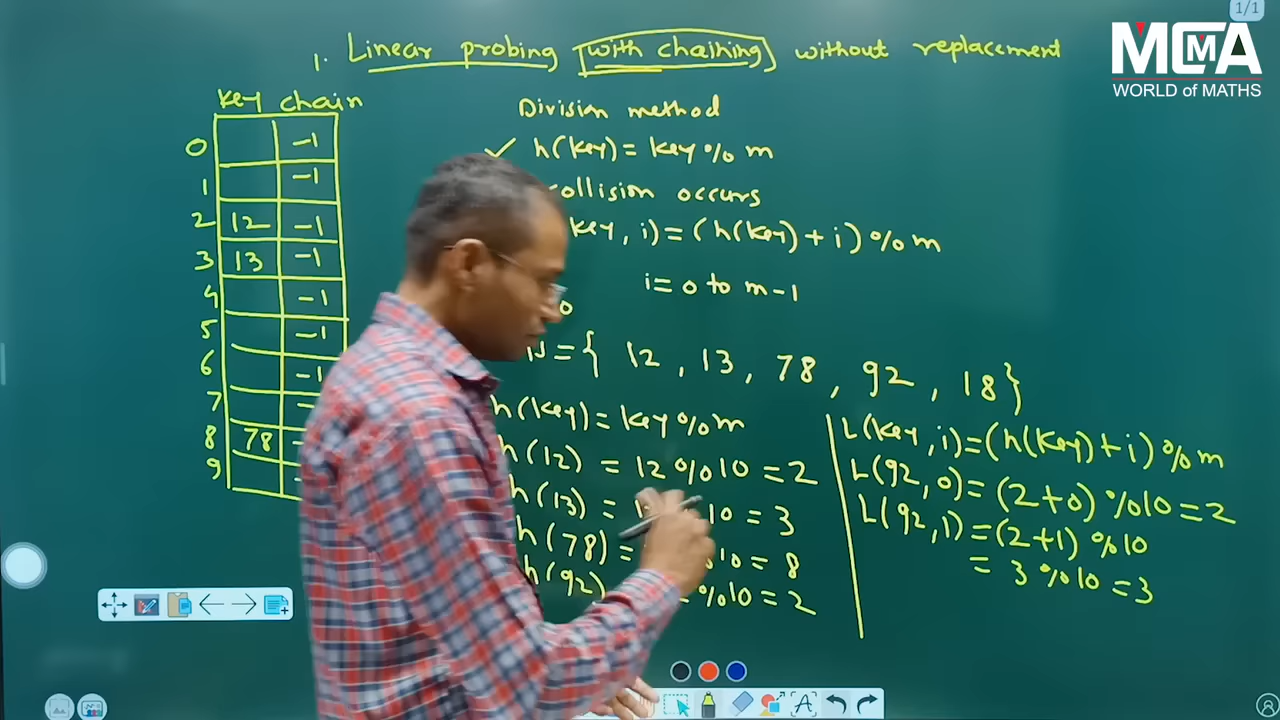 1/1
MCMA
WORLD of MATHS
1. Linear probing with chaining without replacement
key chain
0 -1
1 -1
2 12 -1
3 13 -1
4 -1
5 -1
6 -1
7
8 78
9
Division method
✓ h(key) = key % m
collision occurs
key, i) = (h(key) + i) % m
i = 0 to m-1
0
= { 12, 13, 78, 92, 18}
h(key) = key % m
h(12) = 12 % 10 = 2
h(13) = 10 = 3
h(78) = 10 = 8
h(92) % 10 = 2
L(key, i) = (h(key) + i) % m
L(92, 0) = (2+0) % 10 = 2
L(92, 1) = (2+1) % 10
= 3 % 10 = 3